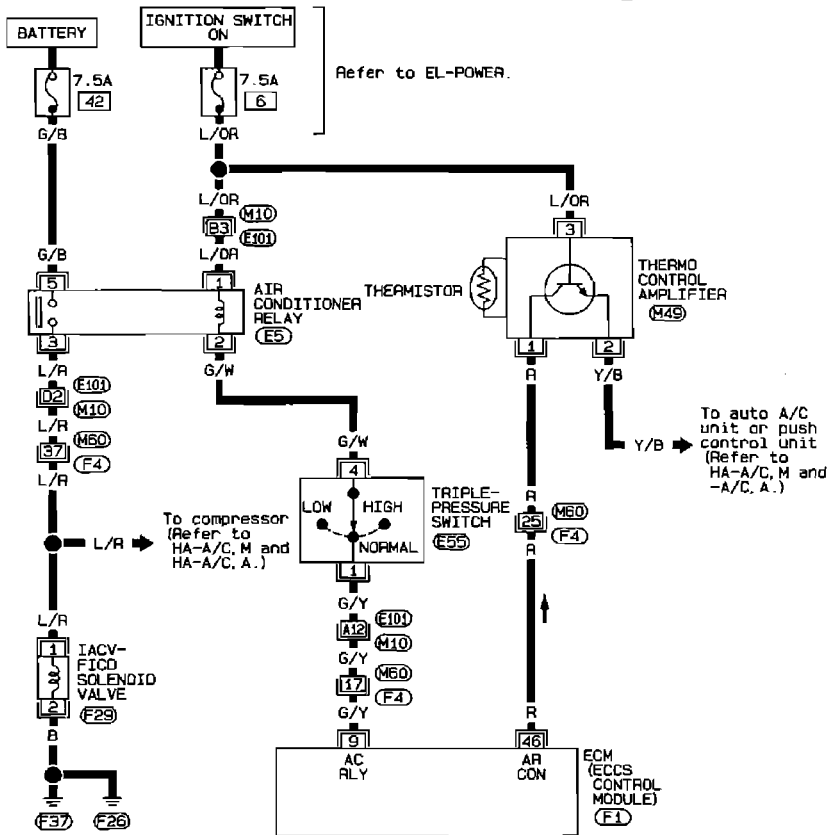 BATTERY
IGNITION SWITCH
ON
7.5A
42
7.5A
6
Refer to EL-POWER.
G/B
L/OR
L/OR
B3
M10
E101
L/OR
L/OR
3
G/B
5
1
AIR
CONDITIONER
RELAY
E5
THERMISTOR
THERMO
CONTROL
AMPLIFIER
M49
3
2
1
2
L/R
G/W
R
Y/B
D2
E101
M10
L/R
37
M60
F4
L/R
G/W
4
LOW
HIGH
NORMAL
TRIPLE-
PRESSURE
SWITCH
E55
1
Y/B
To auto A/C
unit or push
control unit
(Refer to
HA-A/C, M and
-A/C, A.)
R
25
M60
F4
R
L/R
To compressor
(Refer to
HA-A/C, M and
HA-A/C, A.)
G/Y
A12
E101
M10
G/Y
17
M60
F4
G/Y
L/R
1
IACV-
FICD
SOLENOID
VALVE
F29
2
B
F37
F26
R
9
46
AC
RLY
AR
CON
ECM
(ECCS
CONTROL
MODULE)
F1